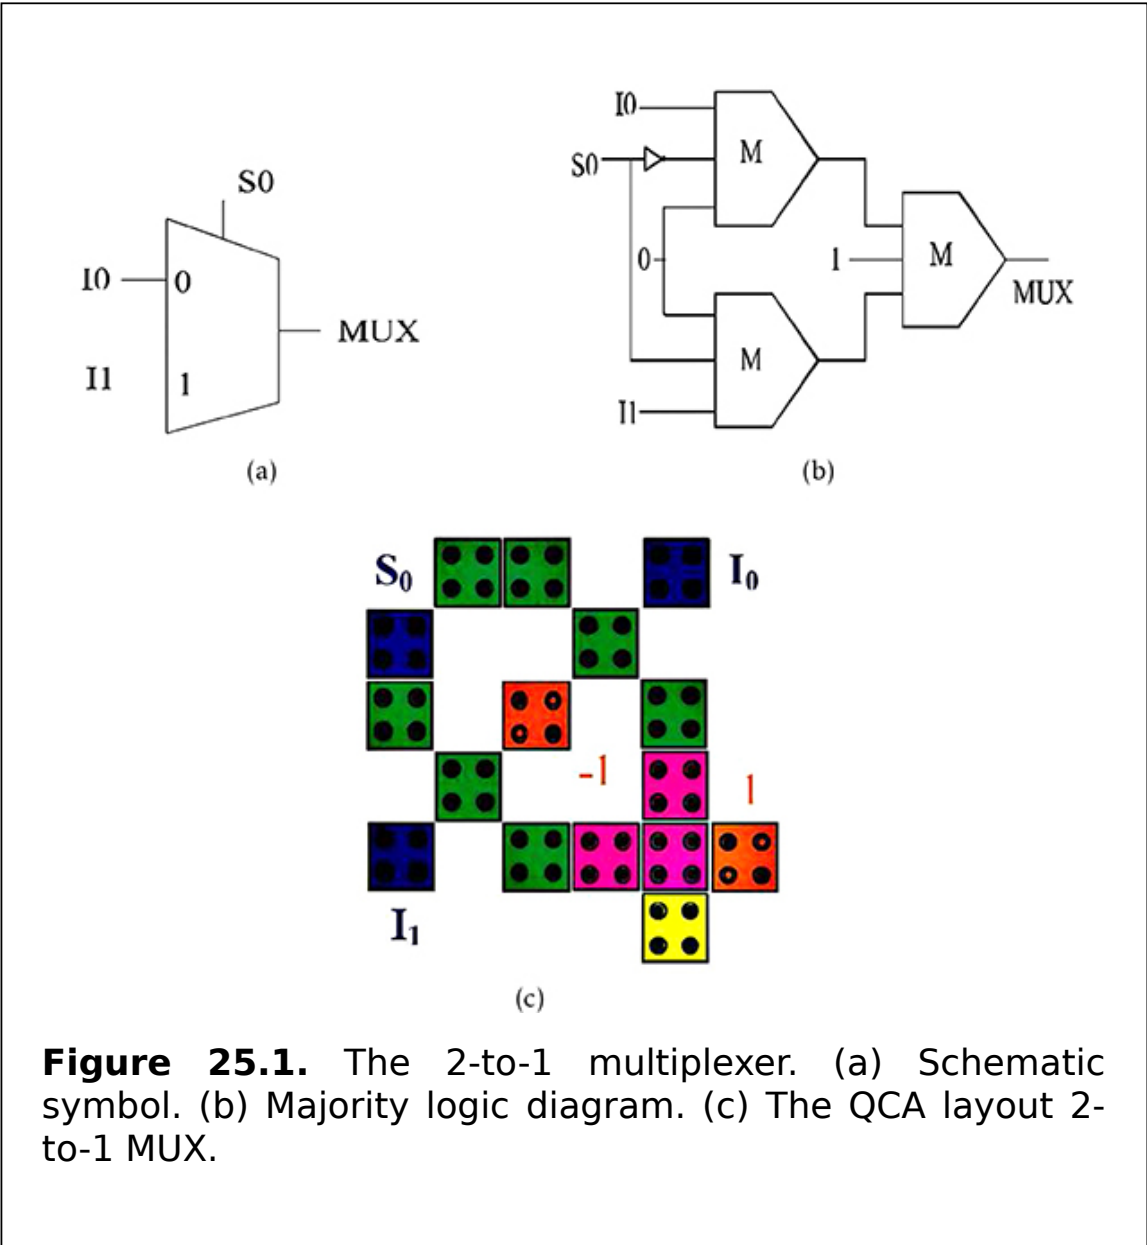 S0
I0
0
MUX
I1
1
(a)
I0
S0
M
0
1
M
MUX
M
I1
(b)
S₀
I₀
-1
1
I₁
(c)
Figure 25.1. The 2-to-1 multiplexer. (a) Schematic
symbol. (b) Majority logic diagram. (c) The QCA layout 2-
to-1 MUX.